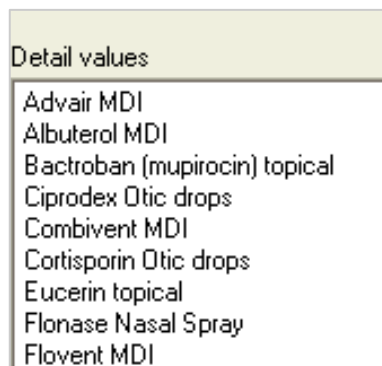 Detail values
Advair MDI
Albuterol MDI
Bactroban (mupirocin) topical
Ciprodex Otic drops
Combivent MDI
Cortisporin Otic drops
Eucerin topical
Flonase Nasal Spray
Flovent MDI